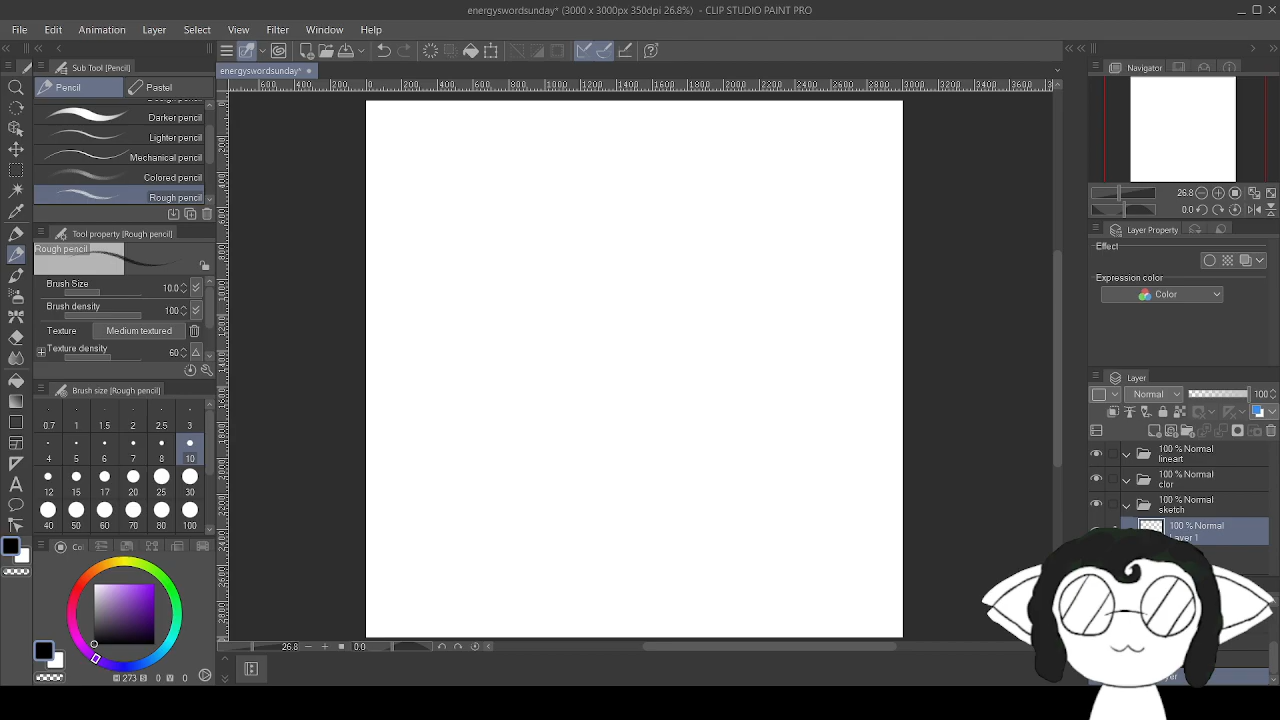 energyswordsunday* (3000 x 3000px 350dpi 26.8%) - CLIP STUDIO PAINT PRO
File Edit Animation Layer Select View Filter Window Help
Sub Tool [Pencil]
energyswordsunday*
Navigator
Pencil Pastel
Darker pencil
Lighter pencil
Mechanical pencil
Colored pencil
Rough pencil
26.8
0.0
Tool property [Rough pencil]
Layer Property
Rough pencil
Effect
Brush Size 10.0
Expression color
Color
Brush density 100
Texture Medium textured
Texture density 60
Layer
Brush size [Rough pencil]
Normal 100
0.7 1 1.5 2 2.5 3
4 5 6 7 8 10
12 15 17 20 25 30
40 50 60 70 80 100
100 % Normal
lineart
100 % Normal
clor
100 % Normal
sketch
100 % Normal
Layer 1
26.8 0.0
H 273 S 0 V 0